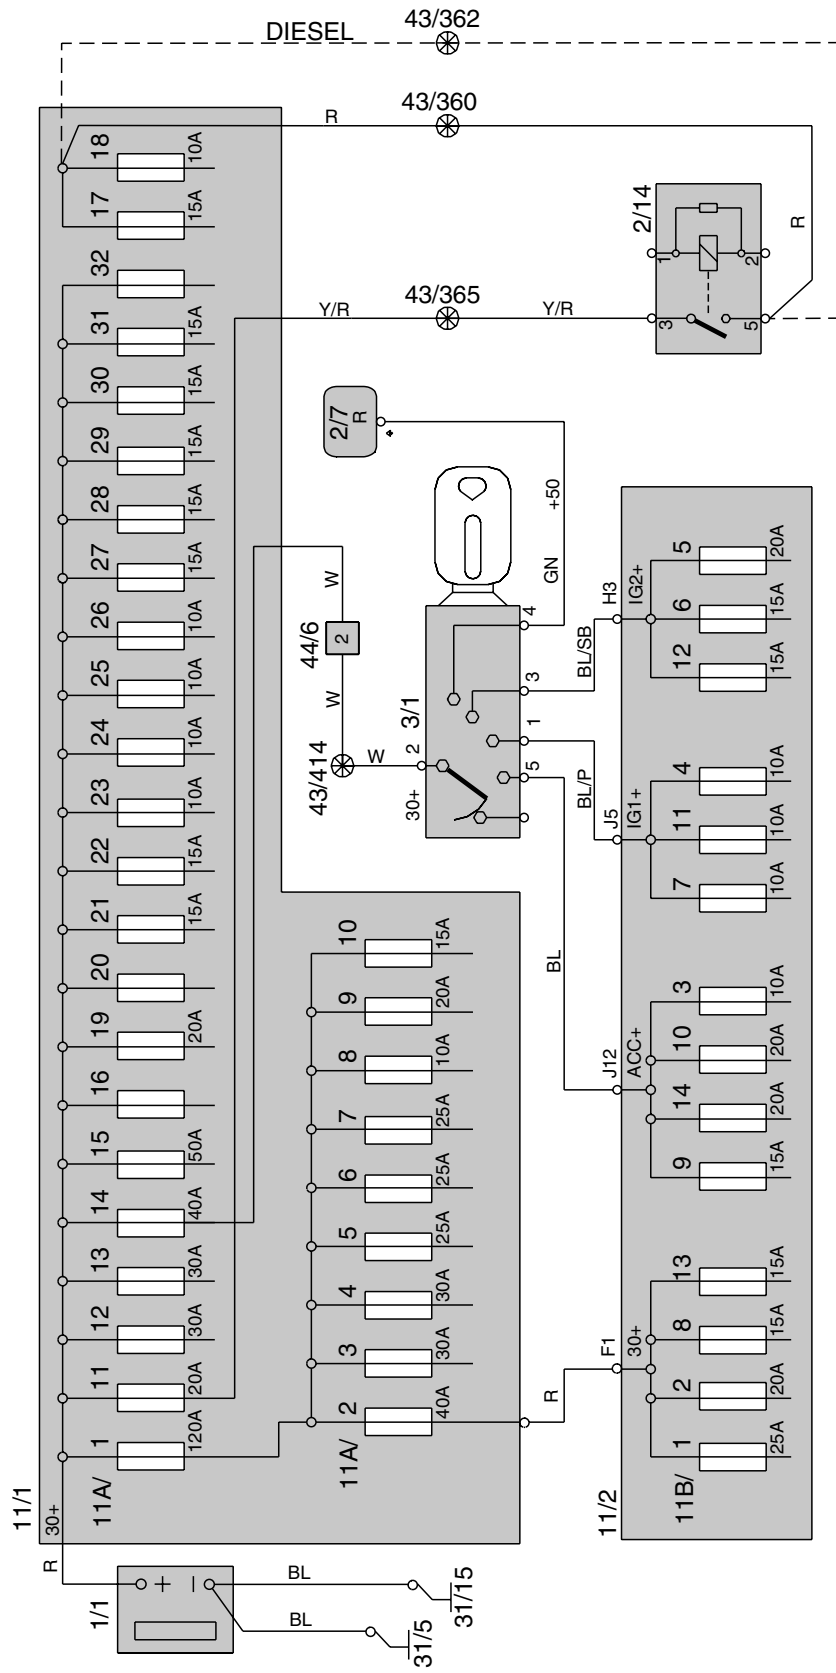 DIESEL
43/362
43/360
R
18
10A
17
15A
32
31
15A
30
15A
29
15A
28
15A
27
15A
26
10A
25
10A
24
10A
23
10A
22
15A
21
15A
20
19
20A
16
15
50A
14
40A
13
30A
12
30A
11
20A
1
120A
11A/
11/1
30+
R
2/14
1
2
3
5
R
43/365
Y/R
Y/R
2/7
R
4
+50
GN
W
44/6
2
W
43/414
W
3/1
30+
2
4
3
1
5
BL/SB
BL/P
BL
10
15A
9
20A
8
10A
7
25A
6
25A
5
25A
4
30A
3
30A
2
40A
11A/
R
H3
IG2+
5
20A
6
15A
12
15A
J5
IG1+
4
10A
11
10A
7
10A
J12
ACC+
3
10A
10
20A
14
20A
9
15A
F1
30+
13
15A
8
15A
2
20A
1
25A
11B/
11/2
1/1
+
–
BL
BL
31/15
31/5